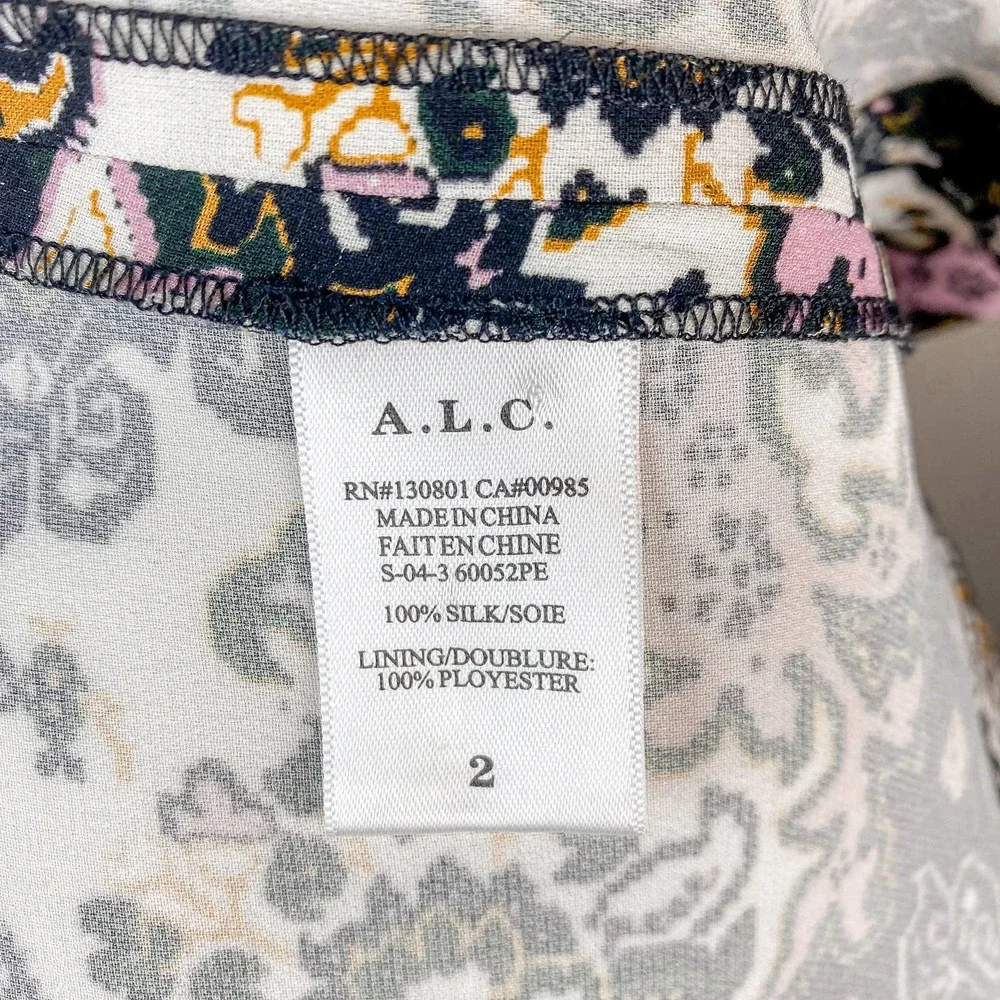 A.L.C.
RN#130801 CA#00985
MADE IN CHINA
FAIT EN CHINE
S-04-3 60052PE
100% SILK/SOIE
LINING/DOUBLURE:
100% PLOYESTER
2